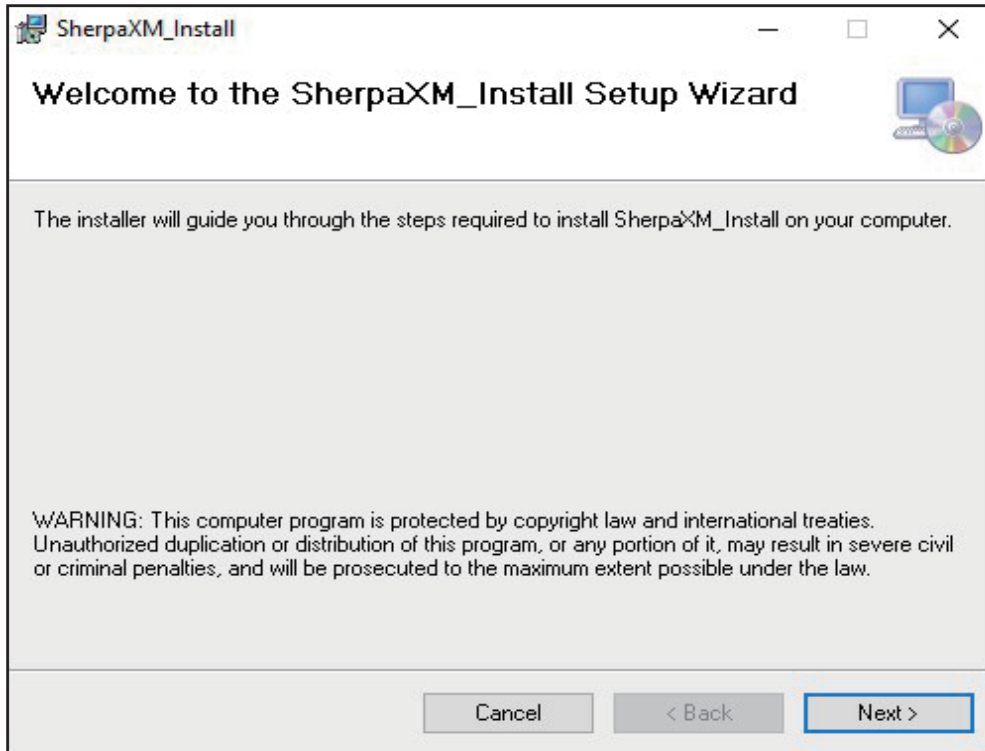 SherpaXM_Install
Welcome to the SherpaXM_Install Setup Wizard
The installer will guide you through the steps required to install SherpaXM_Install on your computer.
WARNING: This computer program is protected by copyright law and international treaties.
Unauthorized duplication or distribution of this program, or any portion of it, may result in severe civil
or criminal penalties, and will be prosecuted to the maximum extent possible under the law.
Cancel < Back Next >